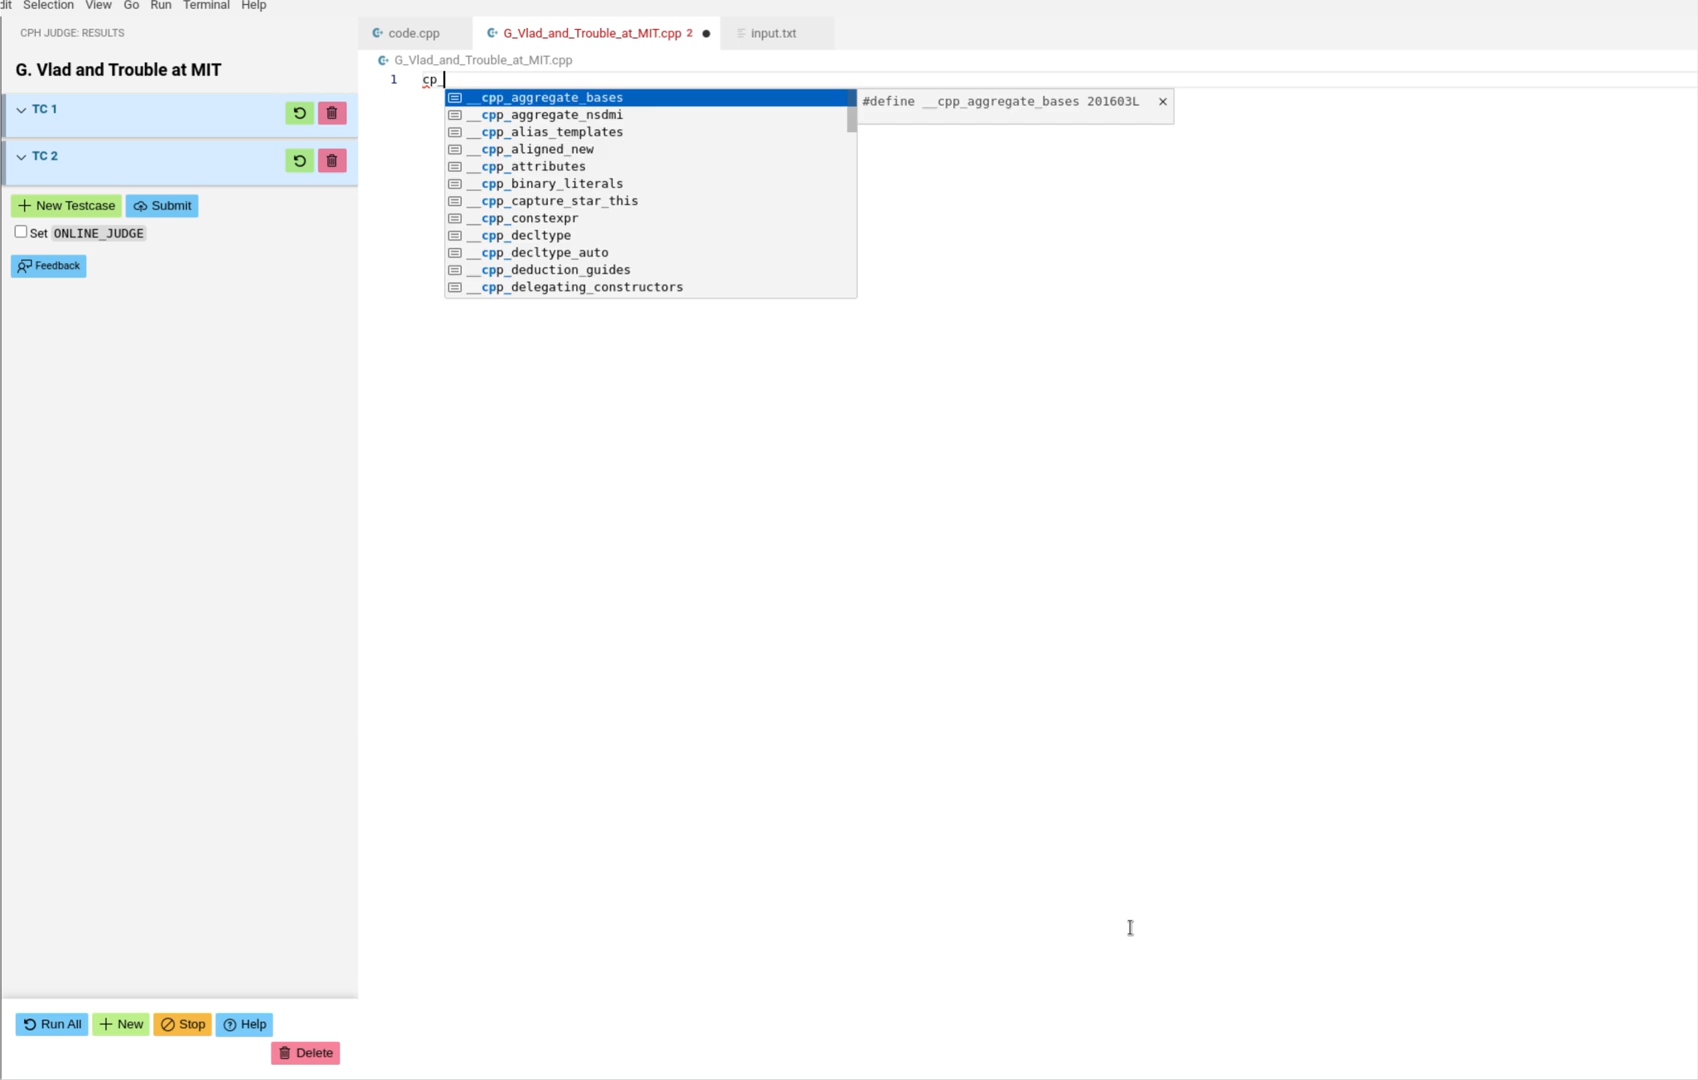 dit Selection View Go Run Terminal Help
CPH JUDGE: RESULTS
code.cpp
G_Vlad_and_Trouble_at_MIT.cpp 2
input.txt
G_Vlad_and_Trouble_at_MIT.cpp
G. Vlad and Trouble at MIT
1 cp_
__cpp_aggregate_bases
#define __cpp_aggregate_bases 201603L
__cpp_aggregate_nsdmi
__cpp_alias_templates
__cpp_aligned_new
__cpp_attributes
__cpp_binary_literals
__cpp_capture_star_this
__cpp_constexpr
__cpp_decltype
__cpp_decltype_auto
__cpp_deduction_guides
__cpp_delegating_constructors
TC 1
TC 2
New Testcase
Submit
Set ONLINE_JUDGE
Feedback
Run All
New
Stop
Help
Delete